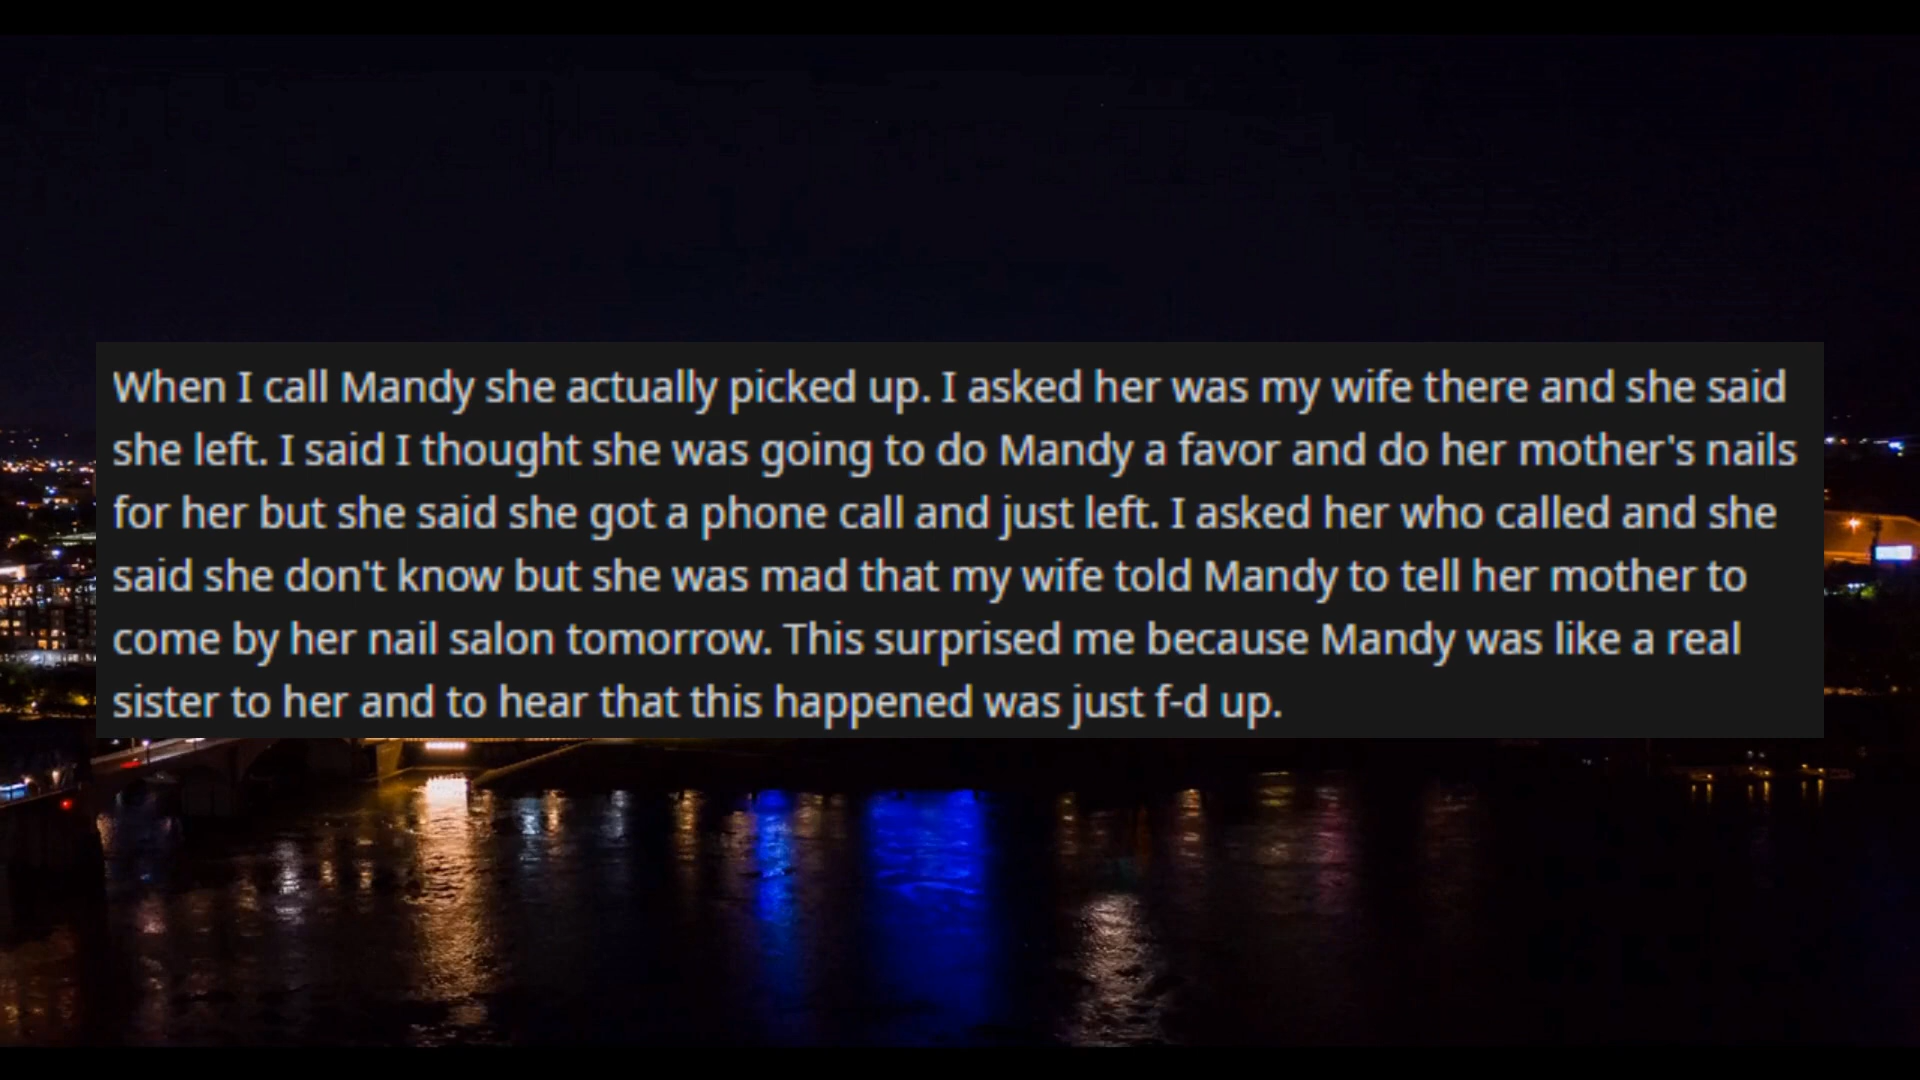 When I call Mandy she actually picked up. I asked her was my wife there and she said
she left. I said I thought she was going to do Mandy a favor and do her mother's nails
for her but she said she got a phone call and just left. I asked her who called and she
said she don't know but she was mad that my wife told Mandy to tell her mother to
come by her nail salon tomorrow. This surprised me because Mandy was like a real
sister to her and to hear that this happened was just f-d up.